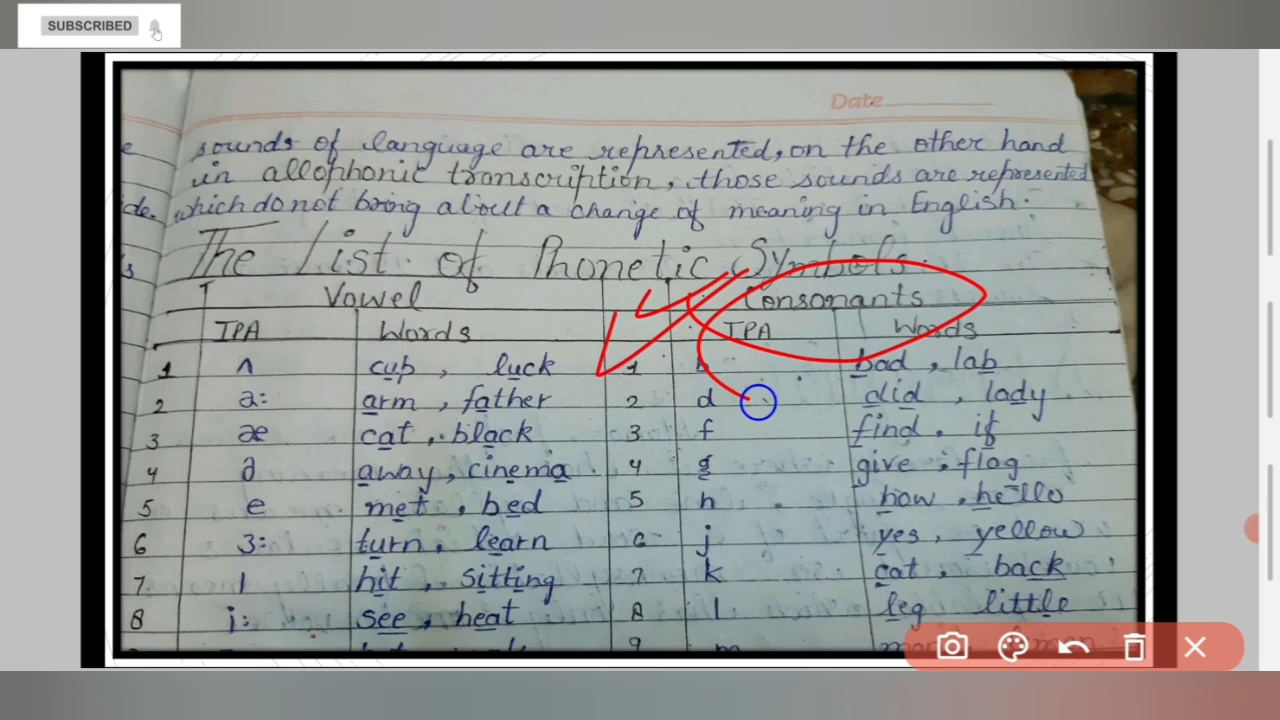 SUBSCRIBED
Date
e sounds of language are represented, on the other hand
in allophonic transcription, those sounds are represented
de. which do not bring about a change of meaning in English.
's The List of Phonetic Symbols.
Vowel Consonants
IPA Words IPA Words
1 ʌ cup, luck 1 b bad, lab
2 a: arm, father 2 d did, lady
3 æ cat, black 3 f find, if
4 ə away, cinema 4 g give, flag
5 e met, bed 5 h how, hello
6 3: turn, learn 6 j yes, yellow
7. I hit, sitting 7 k cat, back
8 i: see, heat 8 l leg little
9 m